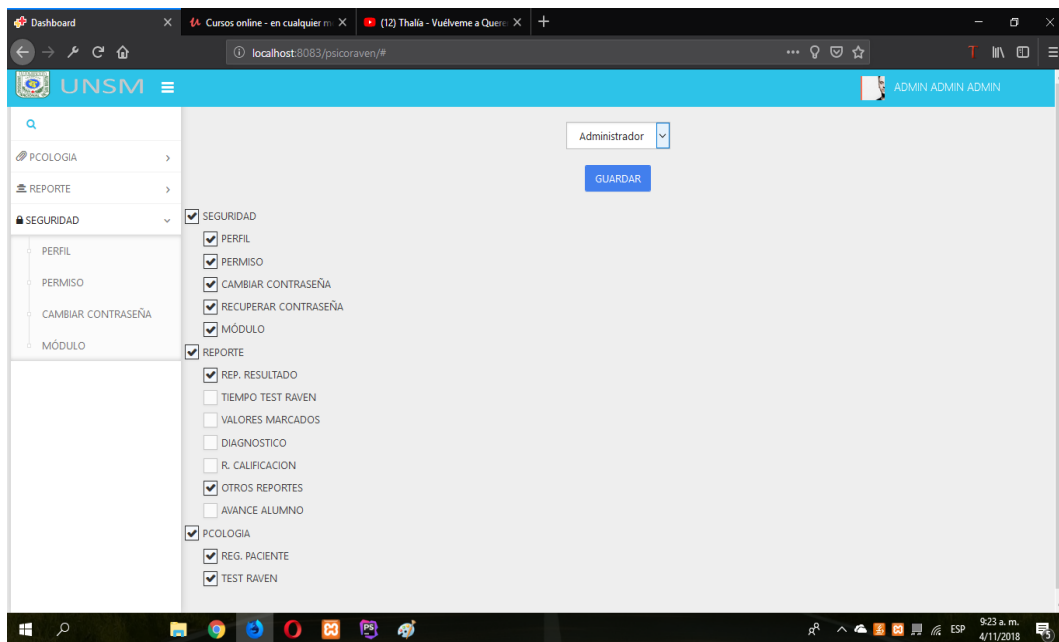 Dashboard
Cursos online - en cualquier m
(12) Thalía - Vuélveme a Quere
localhost:8083/psicoraven/#
UNSM
ADMIN ADMIN ADMIN
PCOLOGIA
REPORTE
SEGURIDAD
PERFIL
PERMISO
CAMBIAR CONTRASEÑA
MÓDULO
Administrador
GUARDAR
SEGURIDAD
PERFIL
PERMISO
CAMBIAR CONTRASEÑA
RECUPERAR CONTRASEÑA
MÓDULO
REPORTE
REP. RESULTADO
TIEMPO TEST RAVEN
VALORES MARCADOS
DIAGNOSTICO
R. CALIFICACION
OTROS REPORTES
AVANCE ALUMNO
PCOLOGIA
REG. PACIENTE
TEST RAVEN
PS
ESP
9:23 a. m.
4/11/2018